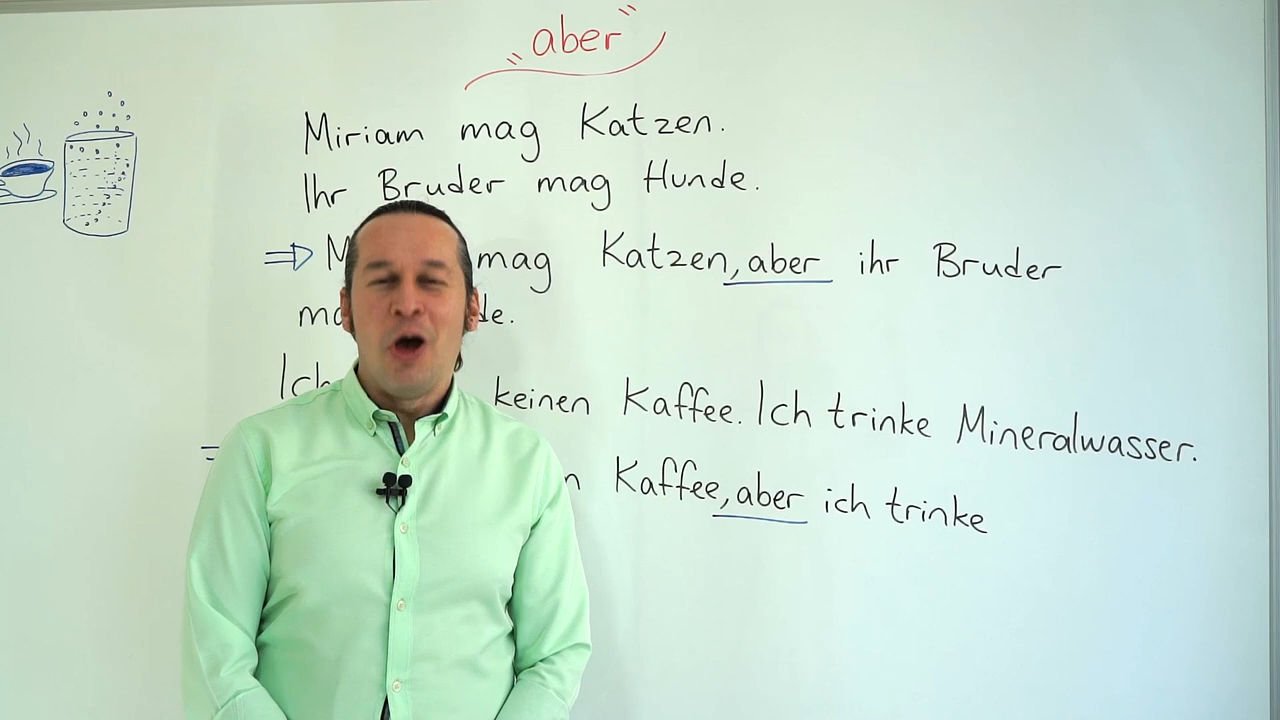 „aber”
Miriam mag Katzen.
Ihr Bruder mag Hunde.
⇒ M mag Katzen, aber ihr Bruder
de.
Ich keinen Kaffee. Ich trinke Mineralwasser.
Kaffee, aber ich trinke